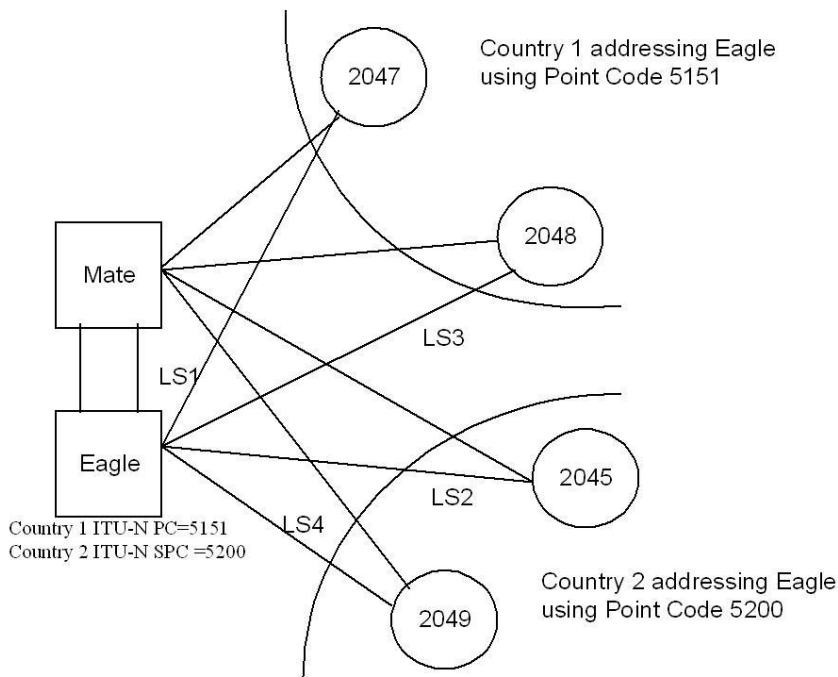 2047
Country 1 addressing Eagle
using Point Code 5151
2048
Mate
LS3
LS1
Eagle
LS2
2045
LS4
Country 1 ITU-N PC=5151
Country 2 ITU-N SPC =5200
Country 2 addressing Eagle
using Point Code 5200
2049